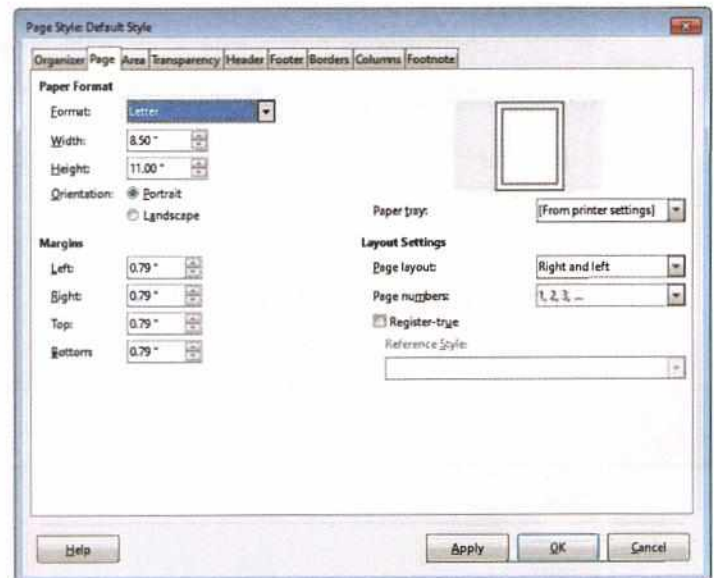 Page Style: Default Style
Organizer Page Area Transparency Header Footer Borders Columns Footnote
Paper Format
Format: Letter
Width: 8.50 "
Height: 11.00 "
Orientation: Portrait
Landscape
Paper tray: [From printer settings]
Margins
Left: 0.79 "
Right: 0.79 "
Top: 0.79 "
Bottom: 0.79 "
Layout Settings
Page layout: Right and left
Page numbers: 1, 2, 3, ...
Register-true
Reference Style:
Help Apply OK Cancel